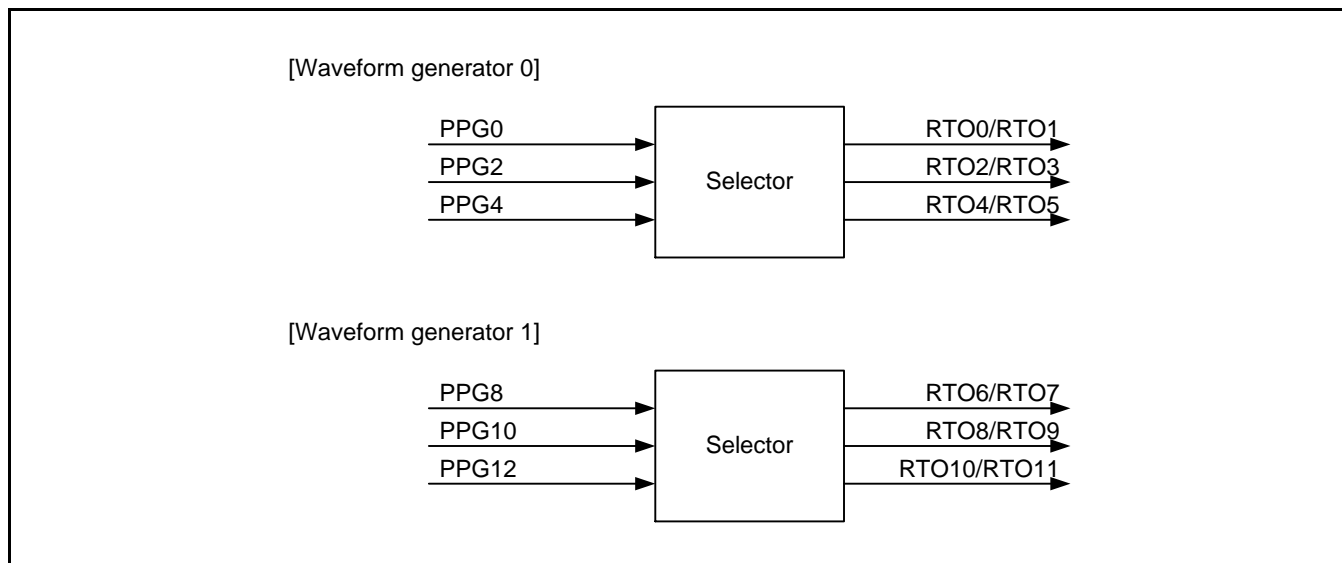 [Waveform generator 0]
PPG0
RTO0/RTO1
PPG2
Selector
RTO2/RTO3
PPG4
RTO4/RTO5
[Waveform generator 1]
PPG8
RTO6/RTO7
PPG10
Selector
RTO8/RTO9
PPG12
RTO10/RTO11